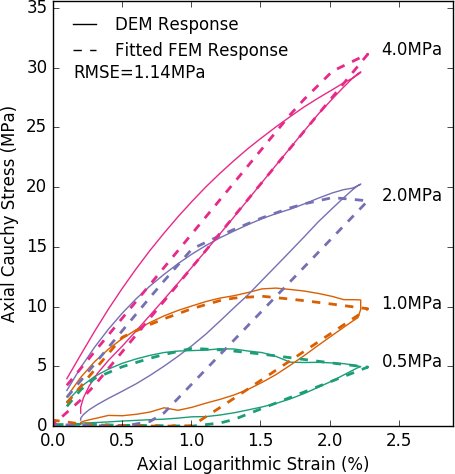 35
30
25
20
15
10
5
0
Axial Cauchy Stress (MPa)
DEM Response
Fitted FEM Response
RMSE=1.14MPa
4.0MPa
2.0MPa
1.0MPa
0.5MPa
0.0 0.5 1.0 1.5 2.0 2.5
Axial Logarithmic Strain (%)